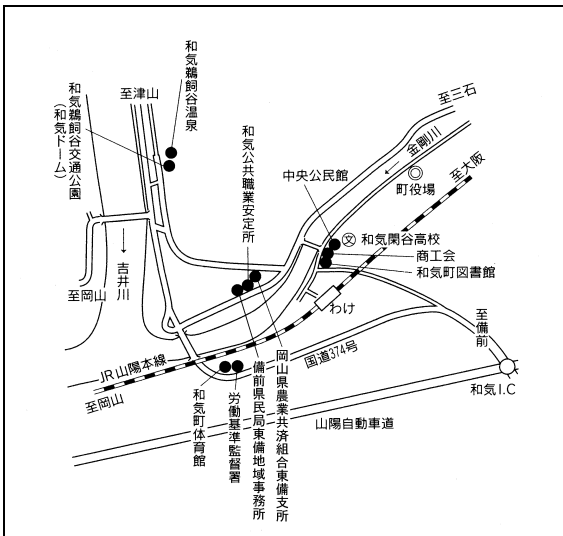 和気鵜飼谷温泉
和気鵜飼谷交通公園
(和気ドーム)
至津山
和気公共職業安定所
至三石
金剛川
至大阪
中央公民館
町役場
文
和気閑谷高校
商工会
和気町図書館
至岡山
吉井川
わけ
至備前
国道374号
JR山陽本線
至岡山
和気I.C
和気町体育館
労働基準監督署
備前県民局東備地域事務所
岡山県農業共済組合東備支所
山陽自動車道